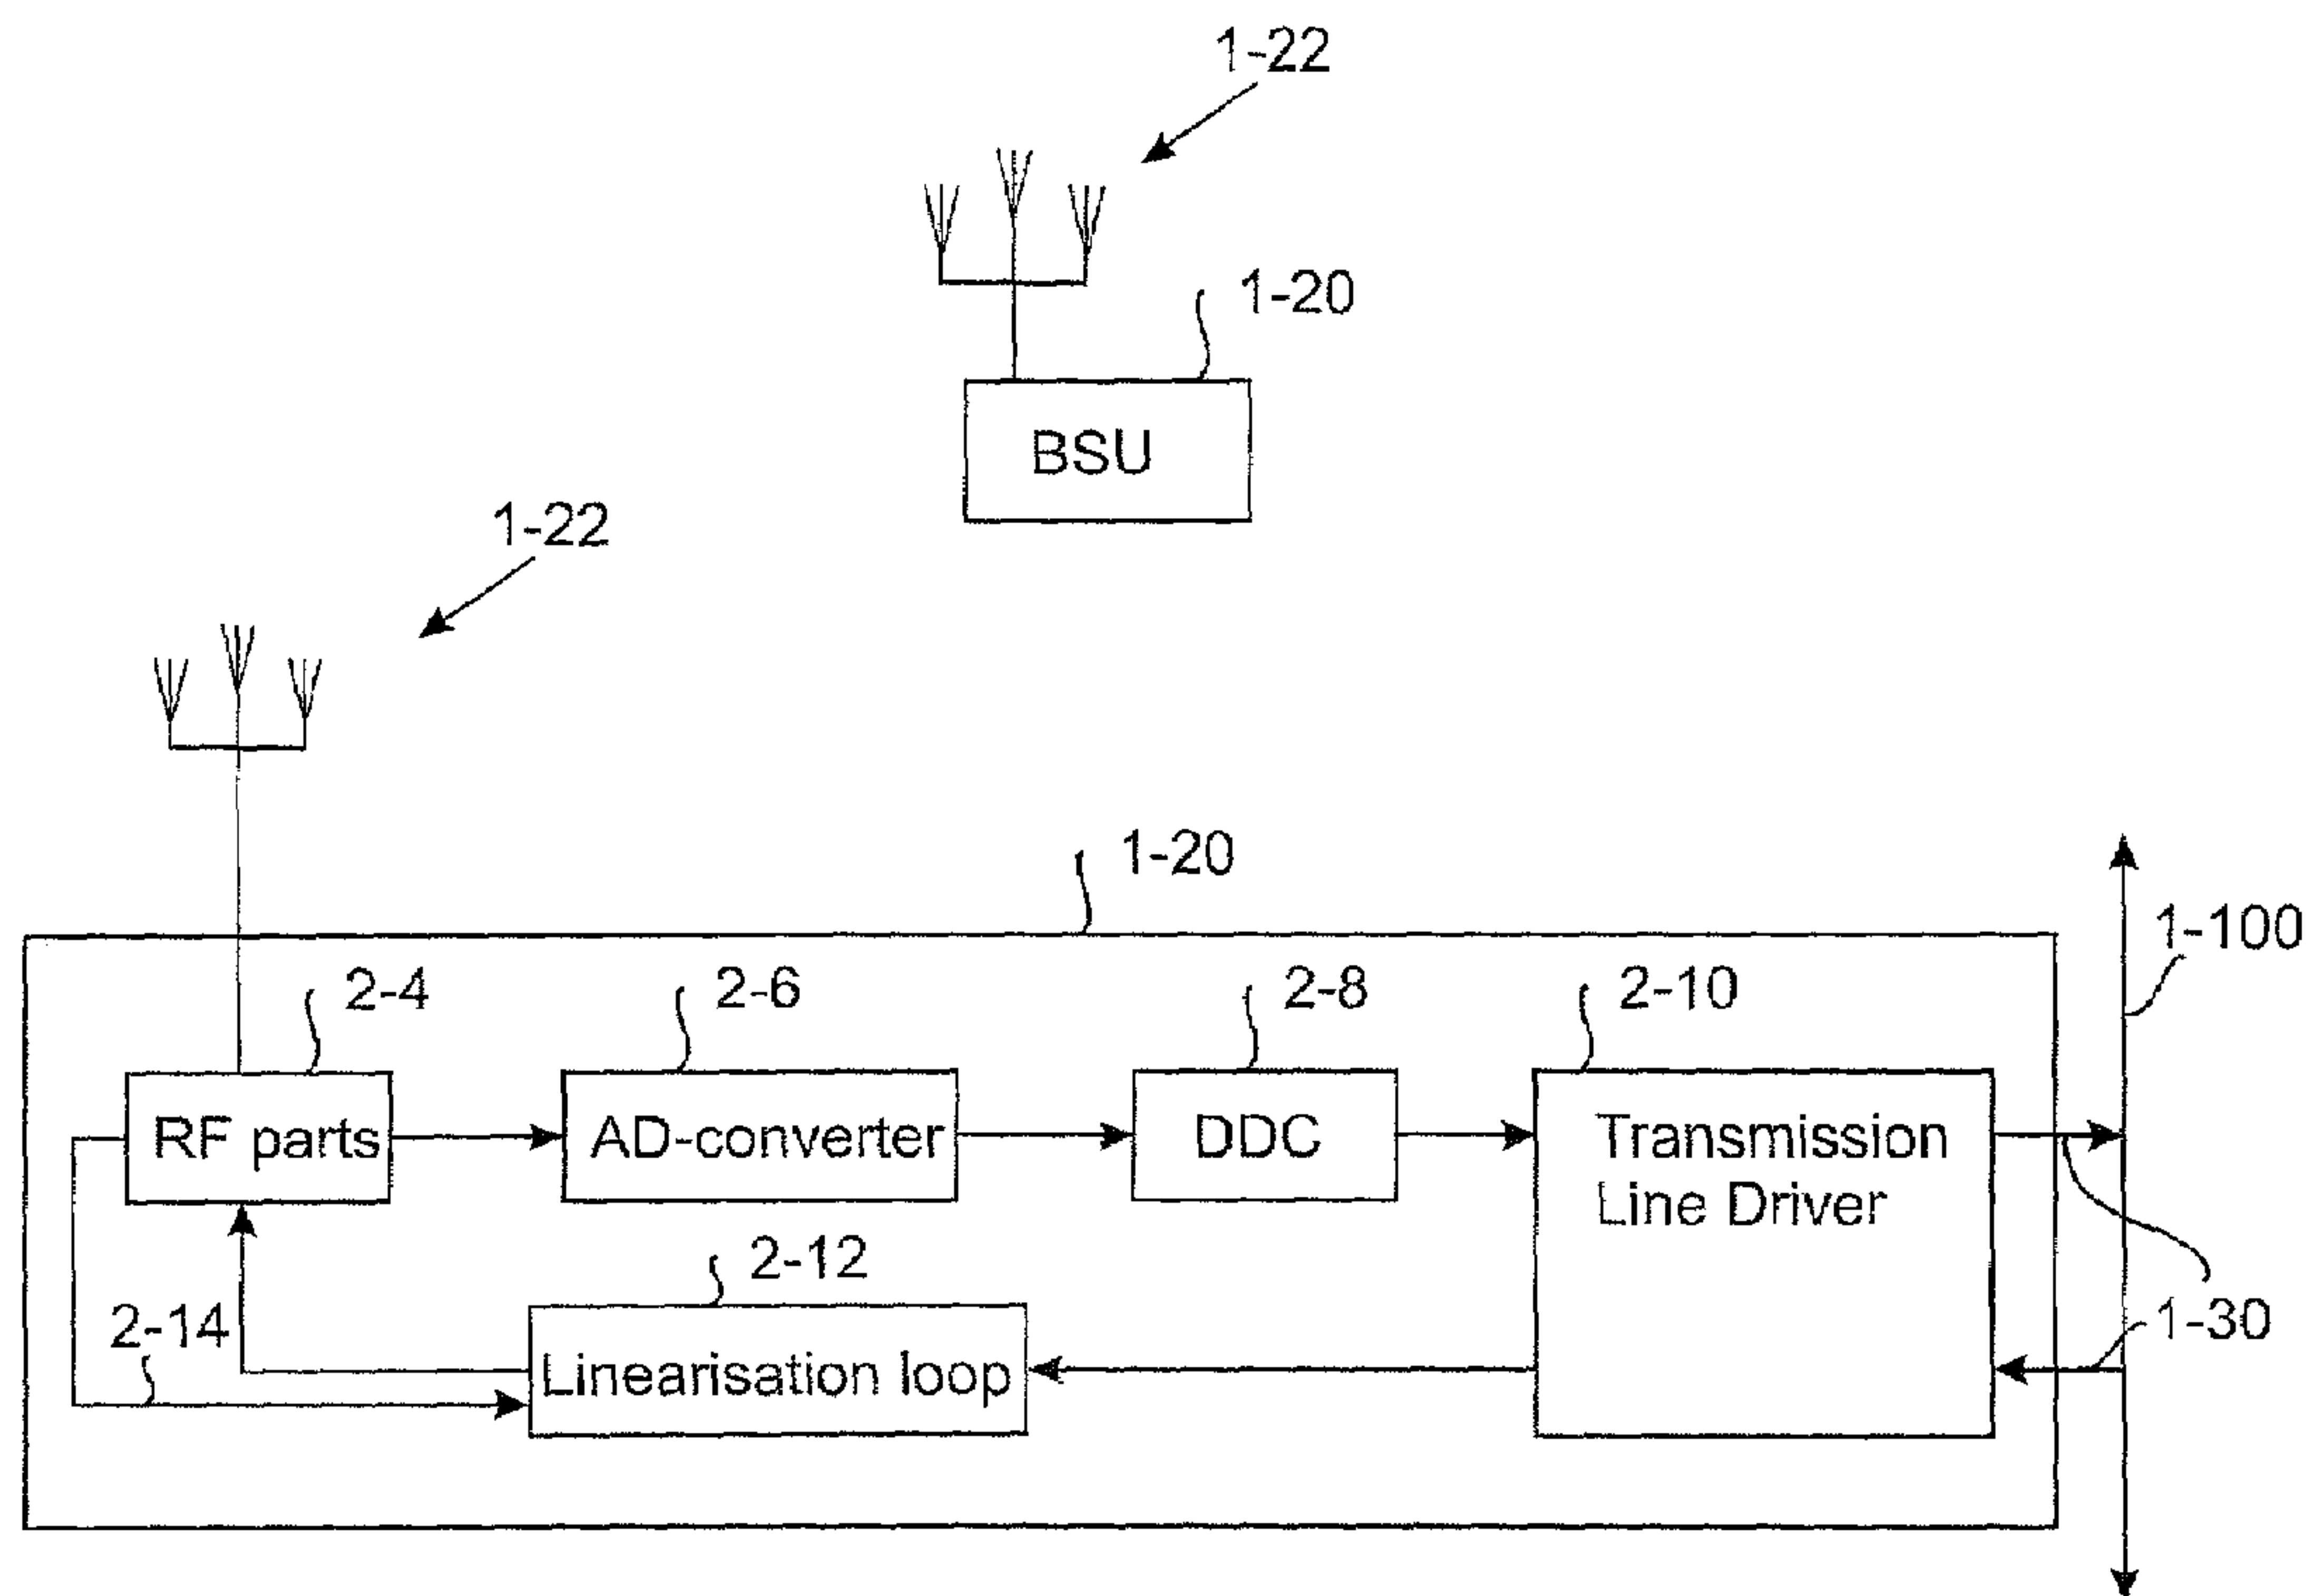 1-22
1-20
BSU
1-22
1-20
1-100
2-4
2-6
2-8
2-10
RF parts
AD-converter
DDC
Transmission
Line Driver
2-12
2-14
1-30
Linearisation loop